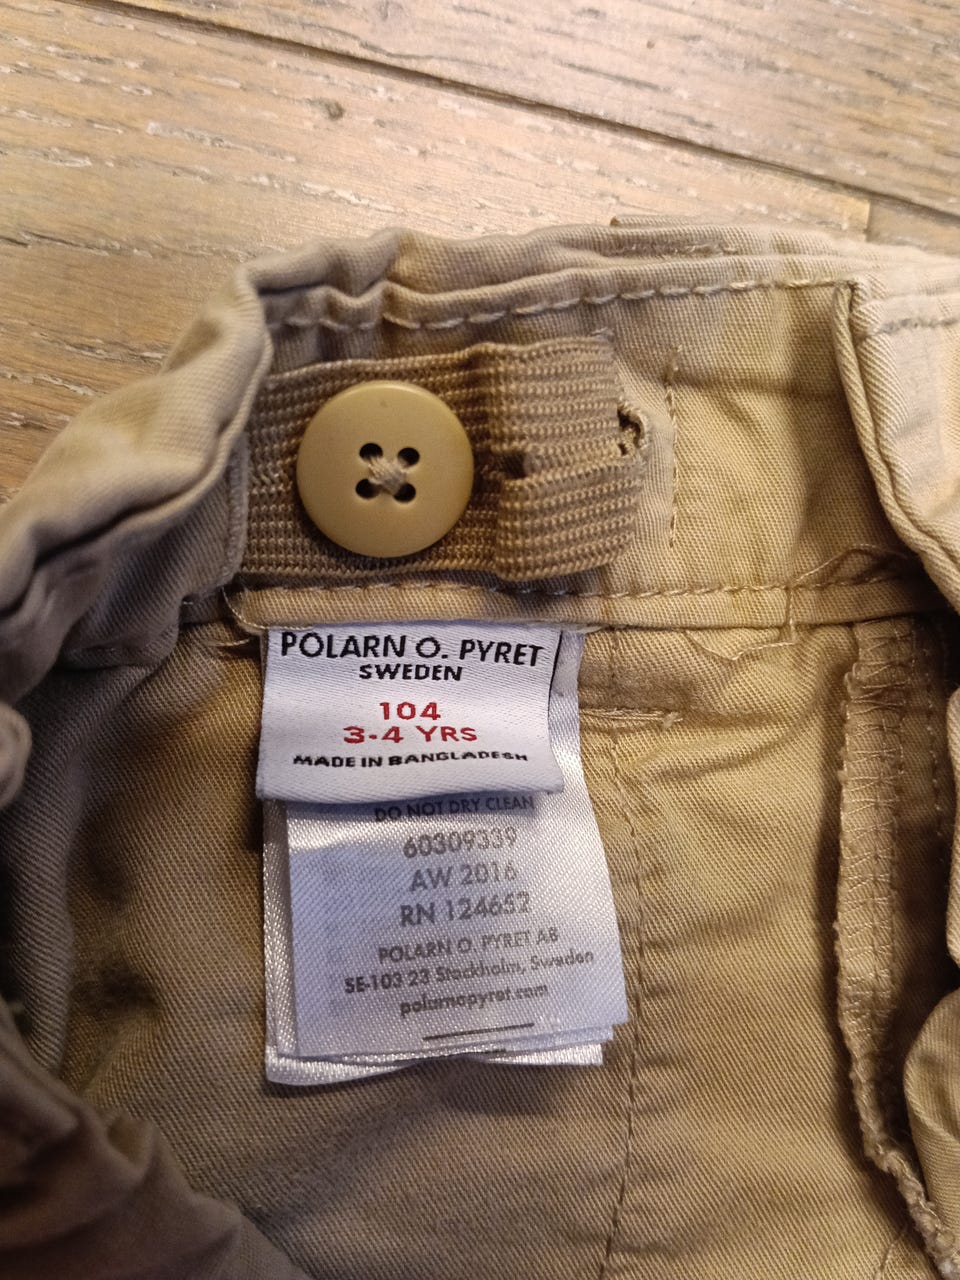 POLARN O. PYRET
SWEDEN
104
3-4 YRS
MADE IN BANGLADESH
DO NOT DRY CLEAN
60309339
AW 2016
RN 124652
POLARN O. PYRET AB
SE-103 23 Stockholm, Sweden
polarnopyret.com